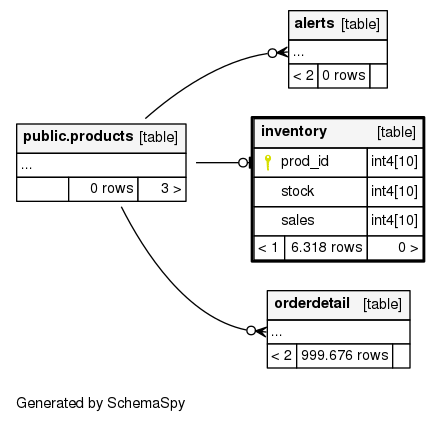 alerts [table]
...
< 2 0 rows
public.products [table]
...
0 rows 3 >
inventory [table]
prod_id int4[10]
stock int4[10]
sales int4[10]
< 1 6.318 rows 0 >
orderdetail [table]
...
< 2 999.676 rows
Generated by SchemaSpy